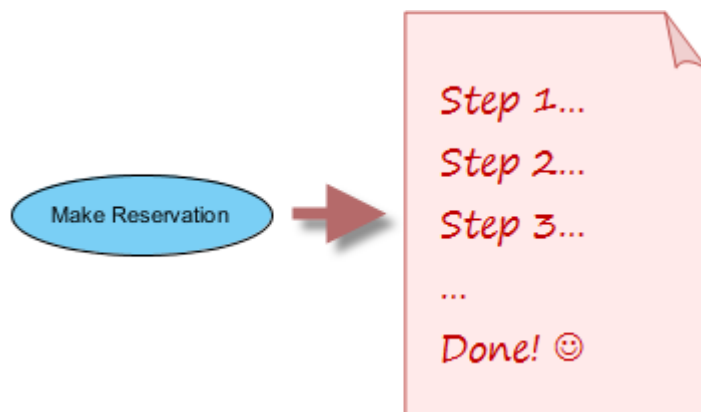 Make Reservation
Step 1...
Step 2...
Step 3...
...
Done! ☺